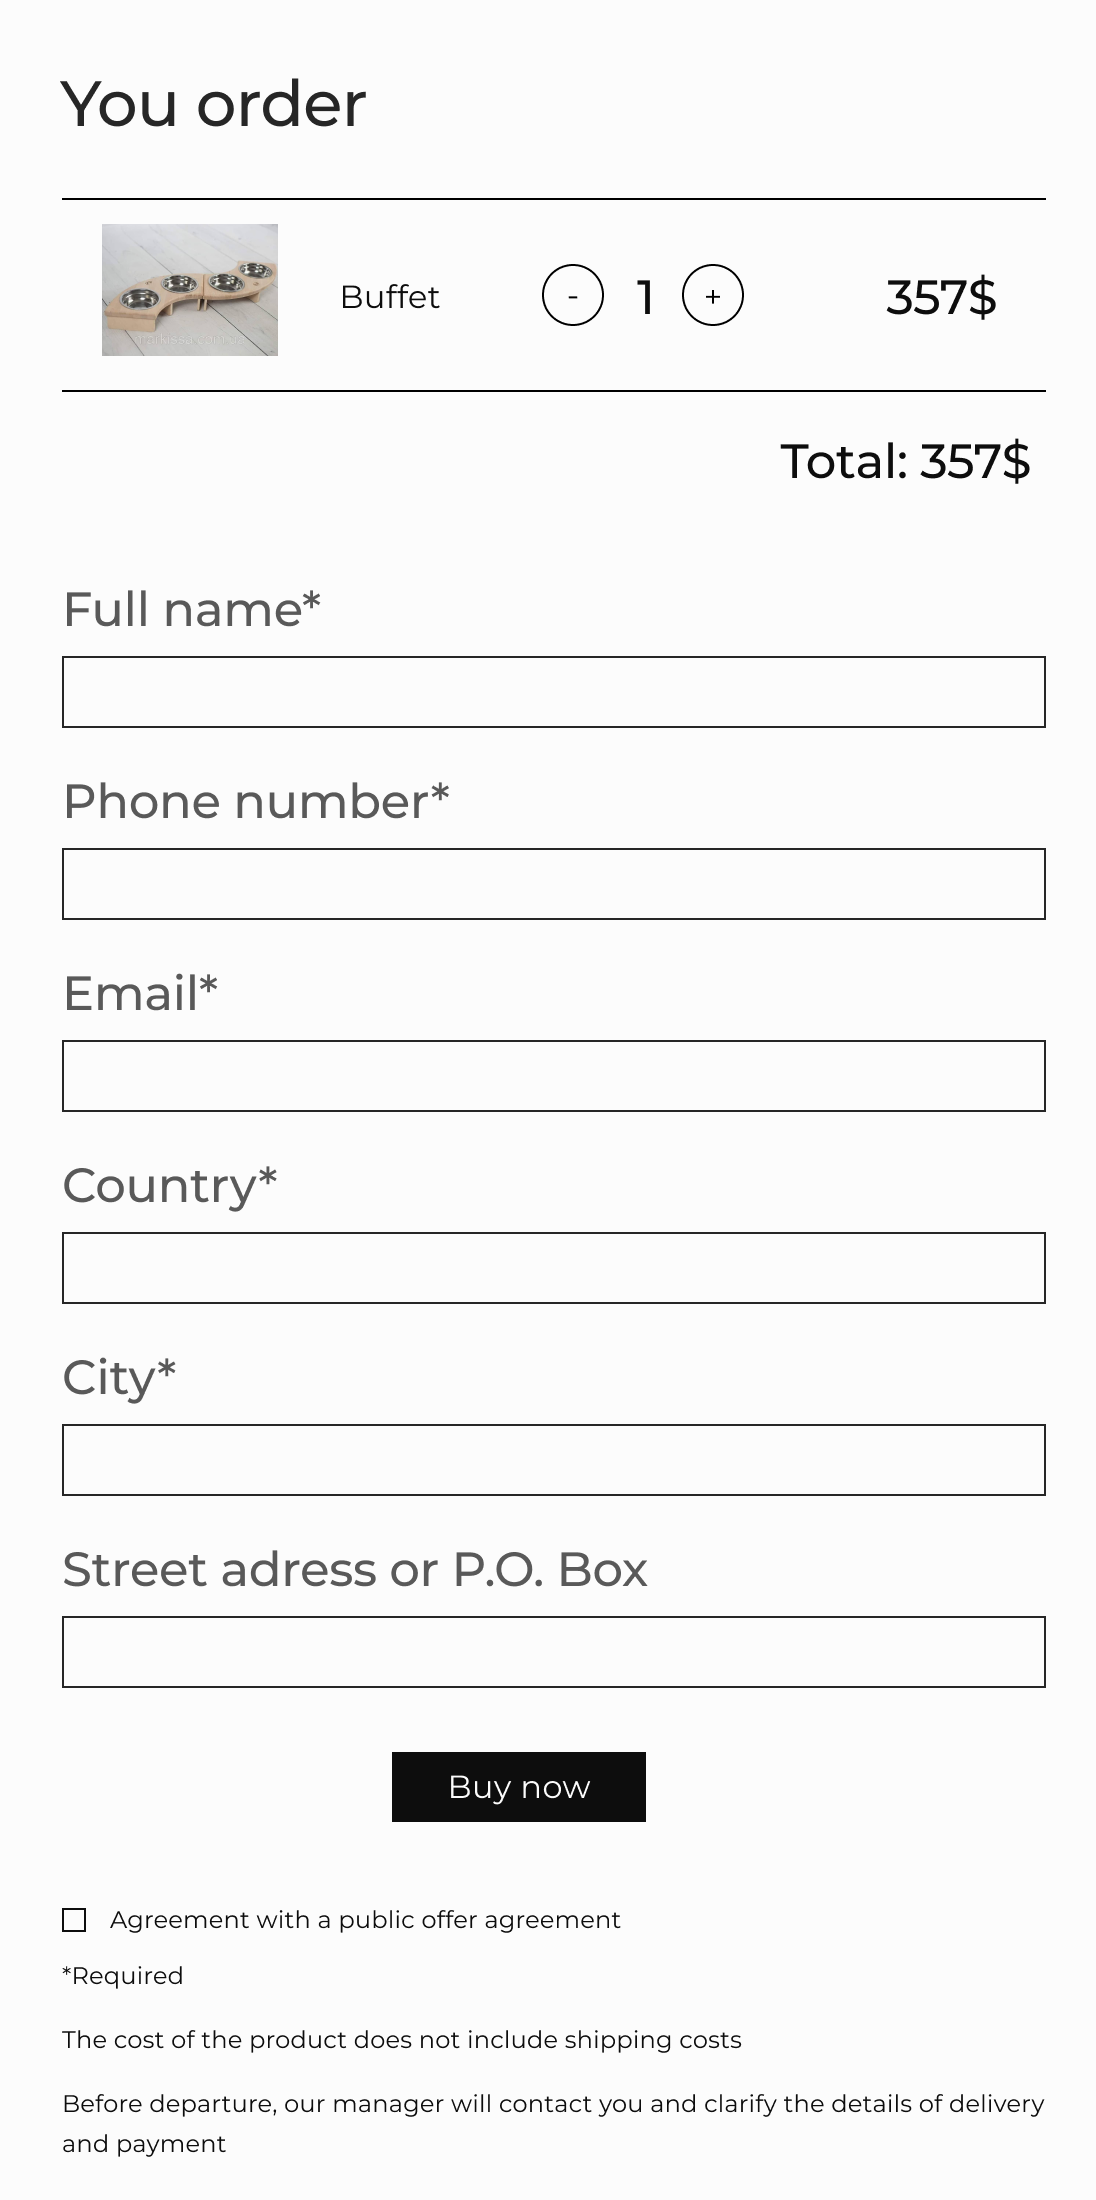 You order
Buffet - 1 + 357$
Total: 357$
Full name*
Phone number*
Email*
Country*
City*
Street adress or P.O. Box
Buy now
Agreement with a public offer agreement
*Required
The cost of the product does not include shipping costs
Before departure, our manager will contact you and clarify the details of delivery
and payment